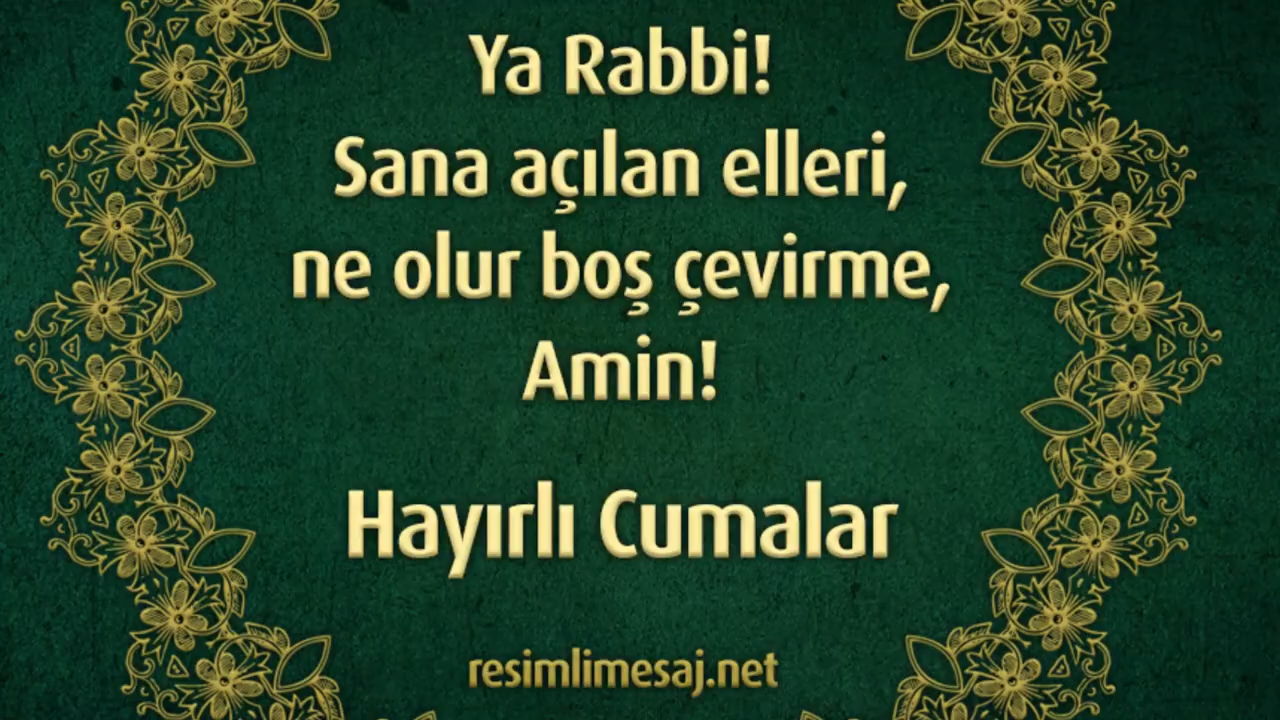 Ya Rabbi!
Sana açılan elleri,
ne olur boş çevirme,
Amin!
Hayırlı Cumalar
resimlimesaj.net